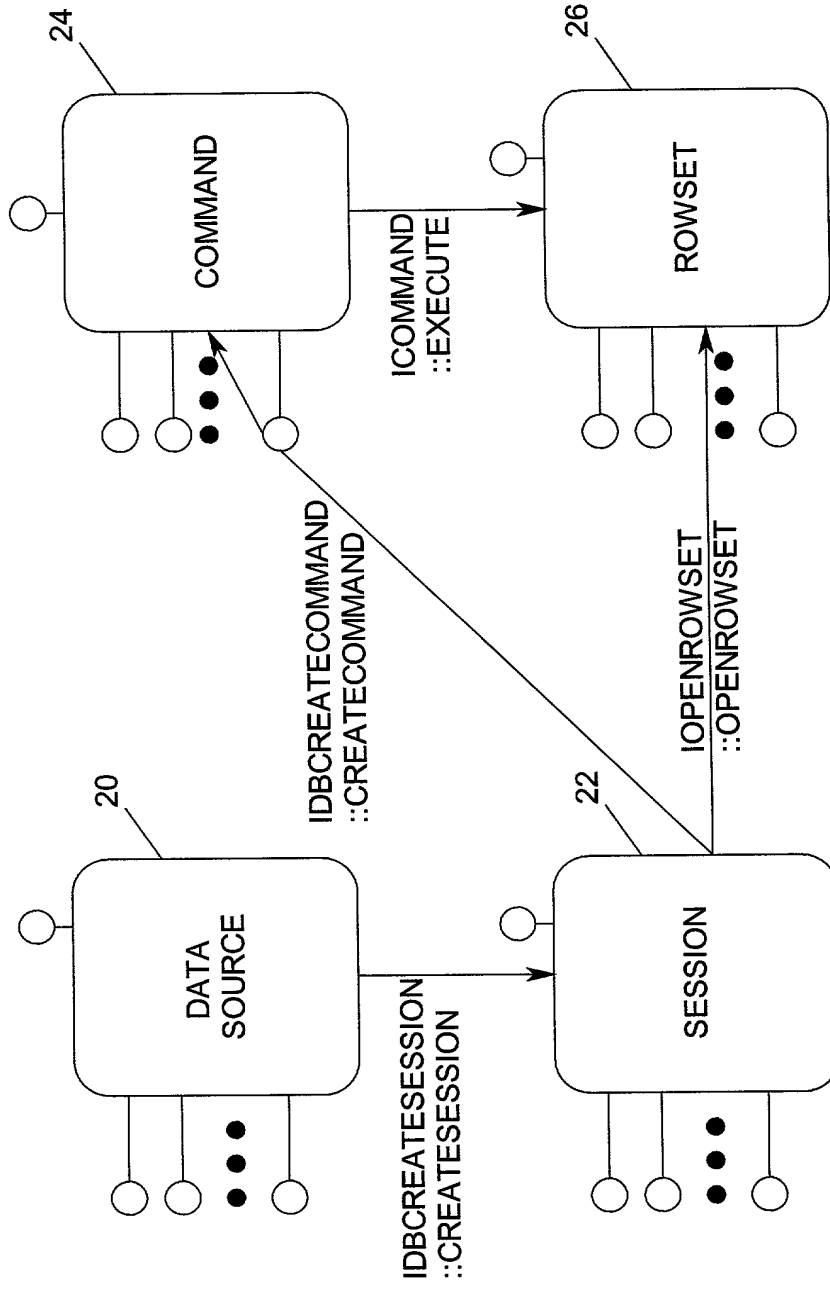 20
DATA
SOURCE
IDBCREATESESSION
::CREATESESSION
22
SESSION
IDBCREATECOMMAND
::CREATECOMMAND
IOPENROWSET
::OPENROWSET
24
COMMAND
ICOMMAND
::EXECUTE
26
ROWSET